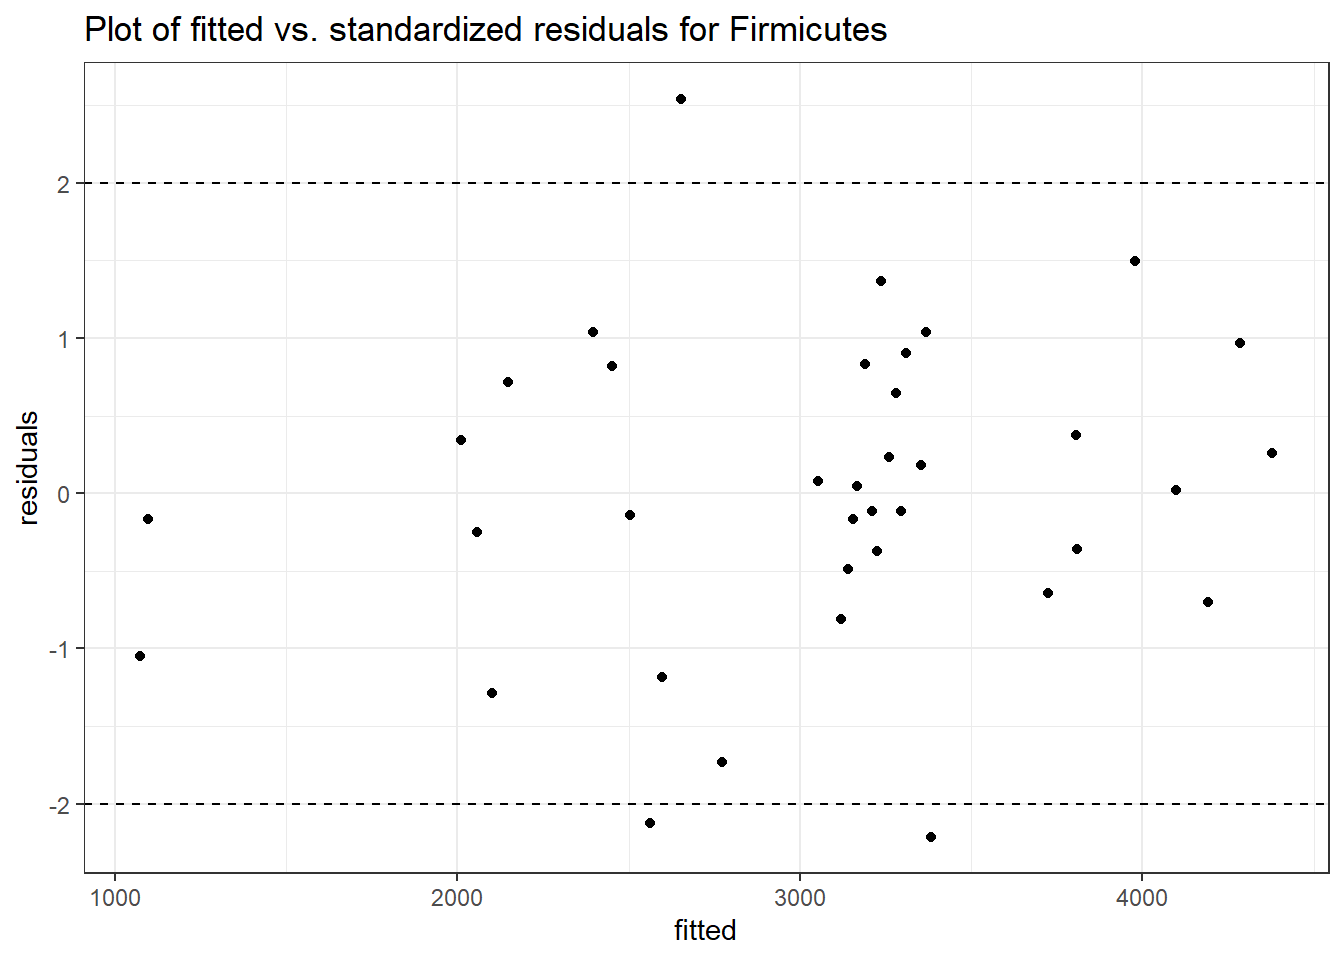 Plot of fitted vs. standardized residuals for Firmicutes
2
1
0
-1
-2
residuals
1000 2000 3000 4000
fitted